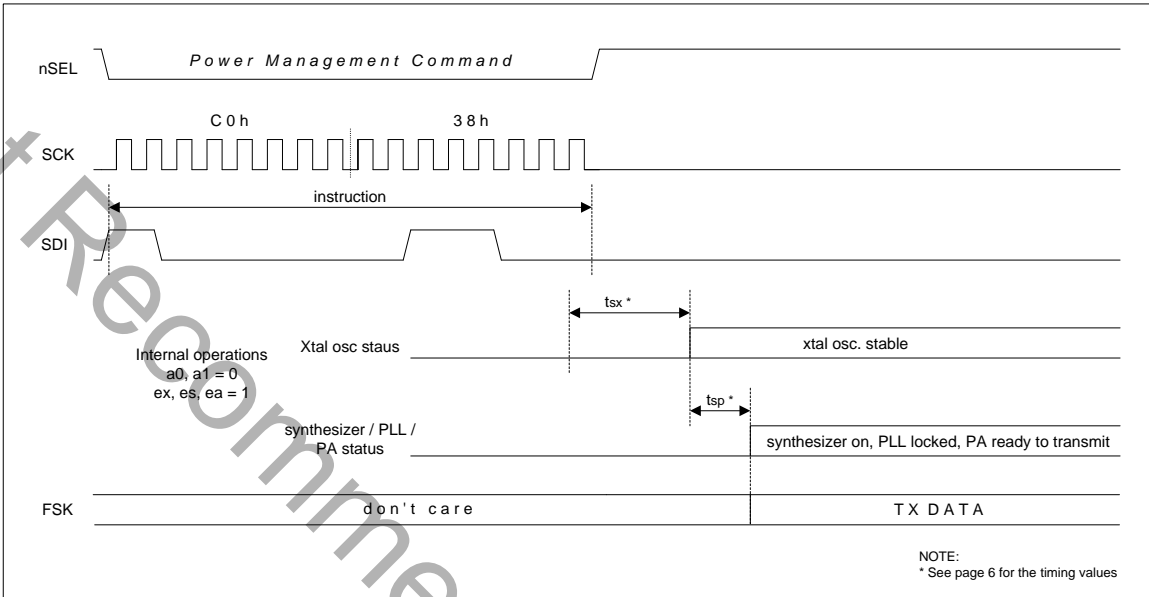 nSEL
Power Management Command
C0h
38h
SCK
instruction
SDI
tsx *
Xtal osc staus
xtal osc. stable
Internal operations
a0, a1 = 0
ex, es, ea = 1
tsp *
synthesizer / PLL /
PA status
synthesizer on, PLL locked, PA ready to transmit
FSK
don't care
TX DATA
NOTE:
* See page 6 for the timing values
t Recomme